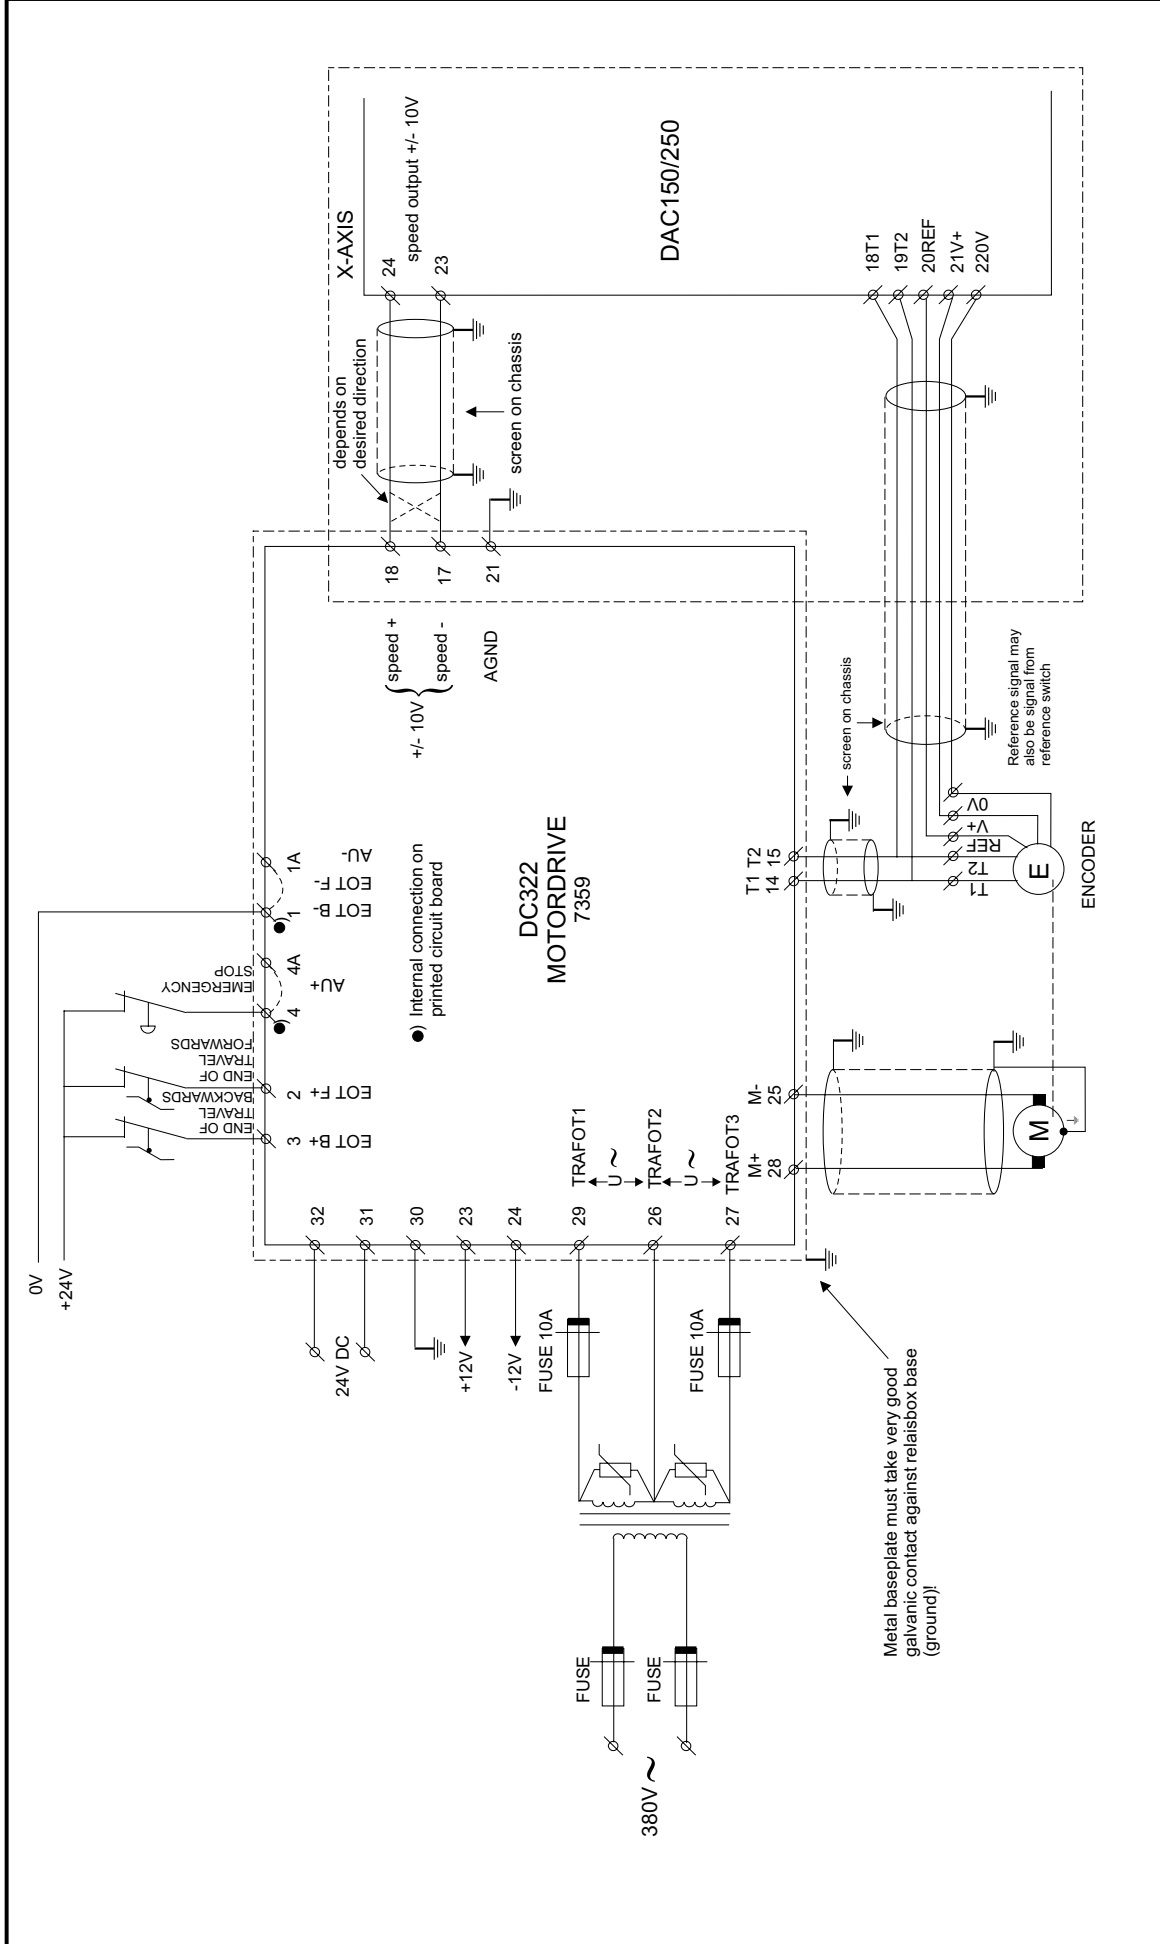 0V
+24V
END OF
TRAVEL
BACKWARDS
END OF
TRAVEL
FORWARDS
EMERGENCY
STOP
3
EOT B+
2
EOT F+
4
4A
AU+
1
1A
EOT B-
EOT F-
AU-
●) Internal connection on
printed circuit board
32
31
30
23
24
29
26
27
24V DC
+12V
-12V
FUSE 10A
FUSE 10A
FUSE
FUSE
380V ~
TRAFOT1
U ~
TRAFOT2
U ~
TRAFOT3
M+
28
M-
25
DC322
MOTORDRIVE
7359
T1 T2
14 15
speed +
speed -
+/- 10V
AGND
18
17
21
depends on
desired direction
screen on chassis
X-AXIS
24
23
speed output +/- 10V
DAC150/250
18T1
19T2
20REF
21V+
220V
screen on chassis
Reference signal may
also be signal from
reference switch
T1
T2
REF
V+
0V
E
ENCODER
M
Metal baseplate must take very good
galvanic contact against relaisbox base
(ground)!